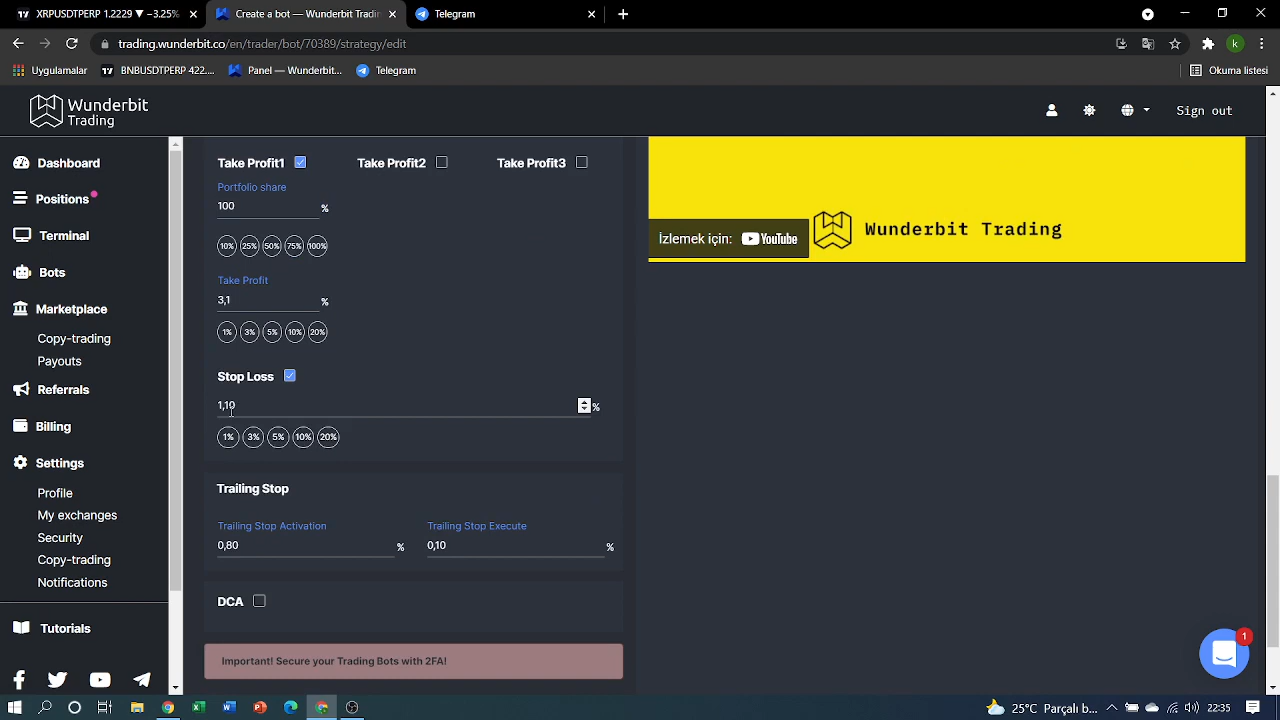 XRPUSDTPERP 1.2229 ▼ −3.25%
Create a bot — Wunderbit Tradin
Telegram
trading.wunderbit.co/en/trader/bot/70389/strategy/edit
Uygulamalar
BNBUSDTPERP 422...
Panel — Wunderbit...
Telegram
Okuma listesi
Wunderbit
Trading
Sign out
Dashboard
Positions
Terminal
Bots
Marketplace
Copy-trading
Payouts
Referrals
Billing
Settings
Profile
My exchanges
Security
Copy-trading
Notifications
Tutorials
Take Profit1
Take Profit2
Take Profit3
Portfolio share
100 %
10% 25% 50% 75% 100%
Take Profit
3,1 %
1% 3% 5% 10% 20%
Stop Loss
1,10 %
1% 3% 5% 10% 20%
Trailing Stop
Trailing Stop Activation
0,80 %
Trailing Stop Execute
0,10 %
DCA
Important! Secure your Trading Bots with 2FA!
İzlemek için: YouTube
Wunderbit Trading
1
25°C Parçalı b...
22:35